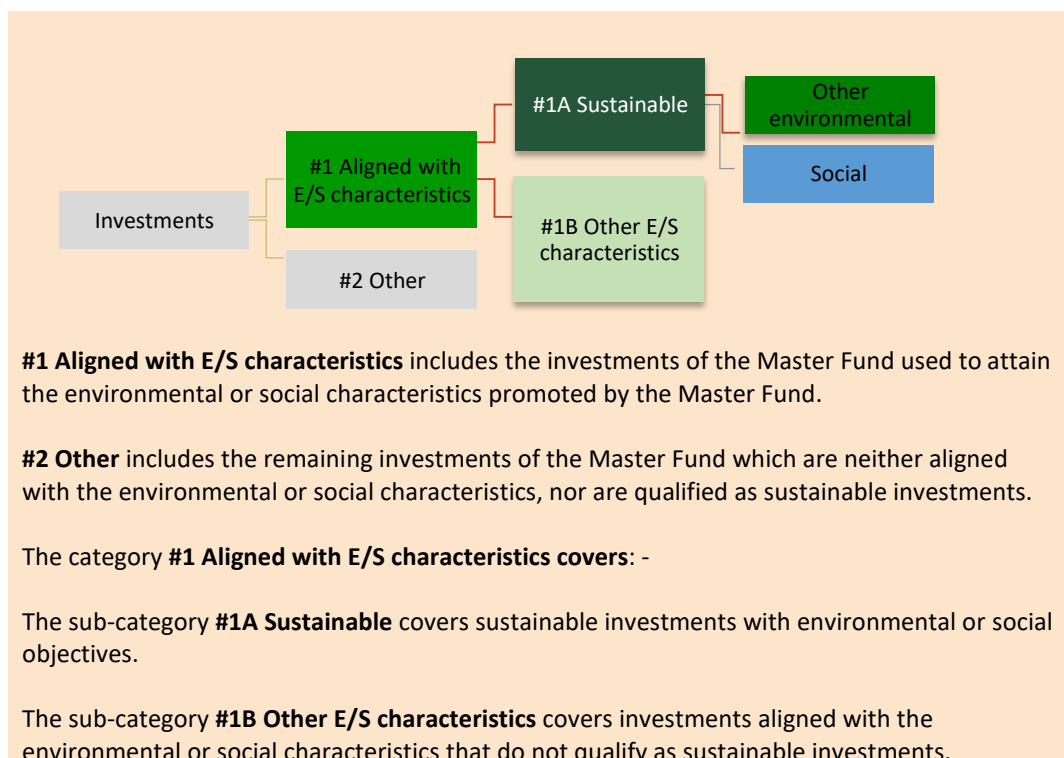 #1A Sustainable
Other
environmental
#1 Aligned with
E/S characteristics
Social
Investments
#1B Other E/S
characteristics
#2 Other
#1 Aligned with E/S characteristics includes the investments of the Master Fund used to attain
the environmental or social characteristics promoted by the Master Fund.
#2 Other includes the remaining investments of the Master Fund which are neither aligned
with the environmental or social characteristics, nor are qualified as sustainable investments.
The category #1 Aligned with E/S characteristics covers: -
The sub-category #1A Sustainable covers sustainable investments with environmental or social
objectives.
The sub-category #1B Other E/S characteristics covers investments aligned with the
environmental or social characteristics that do not qualify as sustainable investments.